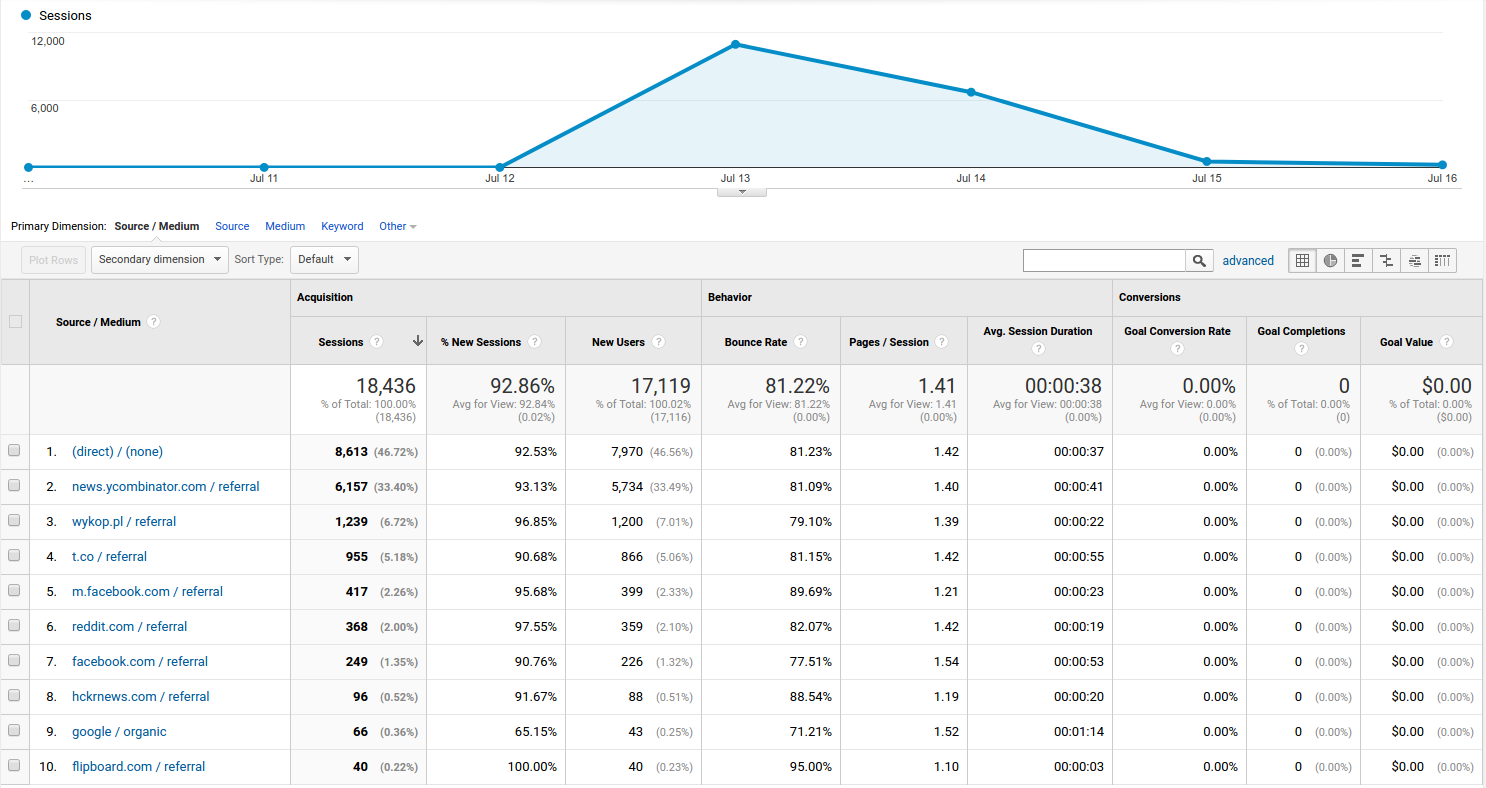 Sessions
12,000
6,000
... Jul 11 Jul 12 Jul 13 Jul 14 Jul 15 Jul 16
Primary Dimension: Source / Medium Source Medium Keyword Other
Plot Rows Secondary dimension Sort Type: Default advanced
Acquisition Behavior Conversions
Source / Medium ? Sessions ? % New Sessions ? New Users ? Bounce Rate ? Pages / Session ? Avg. Session Duration ? Goal Conversion Rate ? Goal Completions ? Goal Value ?
18,436 92.86% 17,119 81.22% 1.41 00:00:38 0.00% 0 $0.00
% of Total: 100.00% Avg for View: 92.84% % of Total: 100.02% Avg for View: 81.22% Avg for View: 1.41 Avg for View: 00:00:38 Avg for View: 0.00% % of Total: 0.00% % of Total: 0.00%
(18,436) (0.02%) (17,116) (0.00%) (0.00%) (0.00%) (0.00%) (0) ($0.00)
1. (direct) / (none) 8,613 (46.72%) 92.53% 7,970 (46.56%) 81.23% 1.42 00:00:37 0.00% 0 (0.00%) $0.00 (0.00%)
2. news.ycombinator.com / referral 6,157 (33.40%) 93.13% 5,734 (33.49%) 81.09% 1.40 00:00:41 0.00% 0 (0.00%) $0.00 (0.00%)
3. wykop.pl / referral 1,239 (6.72%) 96.85% 1,200 (7.01%) 79.10% 1.39 00:00:22 0.00% 0 (0.00%) $0.00 (0.00%)
4. t.co / referral 955 (5.18%) 90.68% 866 (5.06%) 81.15% 1.42 00:00:55 0.00% 0 (0.00%) $0.00 (0.00%)
5. m.facebook.com / referral 417 (2.26%) 95.68% 399 (2.33%) 89.69% 1.21 00:00:23 0.00% 0 (0.00%) $0.00 (0.00%)
6. reddit.com / referral 368 (2.00%) 97.55% 359 (2.10%) 82.07% 1.42 00:00:19 0.00% 0 (0.00%) $0.00 (0.00%)
7. facebook.com / referral 249 (1.35%) 90.76% 226 (1.32%) 77.51% 1.54 00:00:53 0.00% 0 (0.00%) $0.00 (0.00%)
8. hckrnews.com / referral 96 (0.52%) 91.67% 88 (0.51%) 88.54% 1.19 00:00:20 0.00% 0 (0.00%) $0.00 (0.00%)
9. google / organic 66 (0.36%) 65.15% 43 (0.25%) 71.21% 1.52 00:01:14 0.00% 0 (0.00%) $0.00 (0.00%)
10. flipboard.com / referral 40 (0.22%) 100.00% 40 (0.23%) 95.00% 1.10 00:00:03 0.00% 0 (0.00%) $0.00 (0.00%)